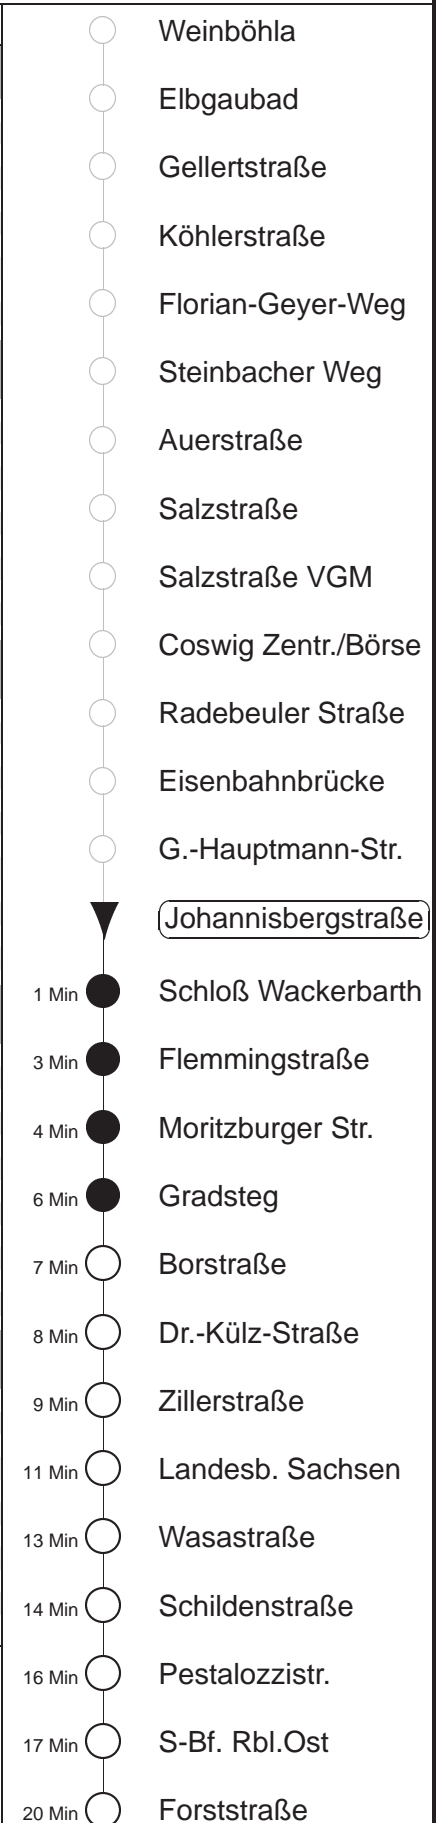 Weinböhla
Elbgaubad
Gellertstraße
Köhlerstraße
Florian-Geyer-Weg
Steinbacher Weg
Auerstraße
Salzstraße
Salzstraße VGM
Coswig Zentr./Börse
Radebeuler Straße
Eisenbahnbrücke
G.-Hauptmann-Str.
Johannisbergstraße
1 Min Schloß Wackerbarth
3 Min Flemmingstraße
4 Min Moritzburger Str.
6 Min Gradsteg
7 Min Borstraße
8 Min Dr.-Külz-Straße
9 Min Zillerstraße
11 Min Landesb. Sachsen
13 Min Wasastraße
14 Min Schildenstraße
16 Min Pestalozzistr.
17 Min S-Bf. Rbl.Ost
20 Min Forststraße